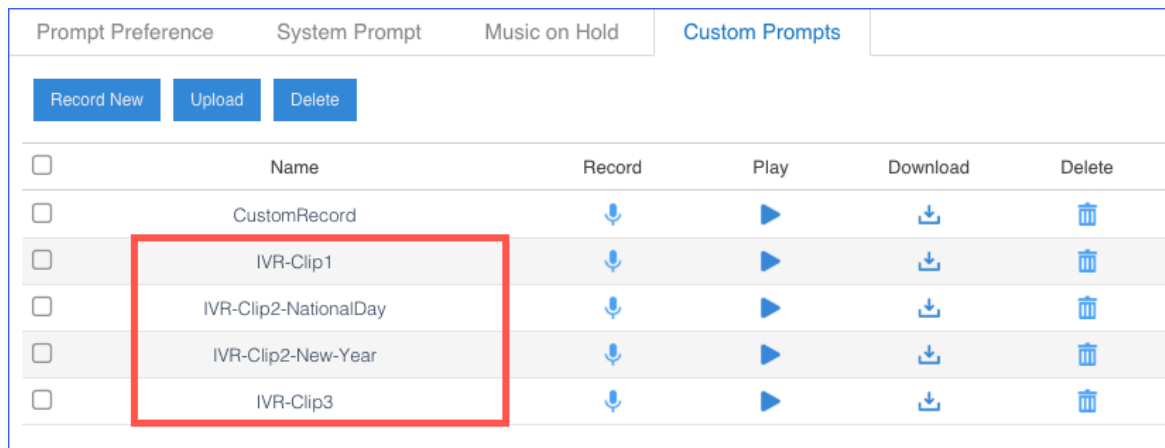 Prompt Preference System Prompt Music on Hold Custom Prompts
Record New Upload Delete
Name Record Play Download Delete
CustomRecord
IVR-Clip1
IVR-Clip2-NationalDay
IVR-Clip2-New-Year
IVR-Clip3